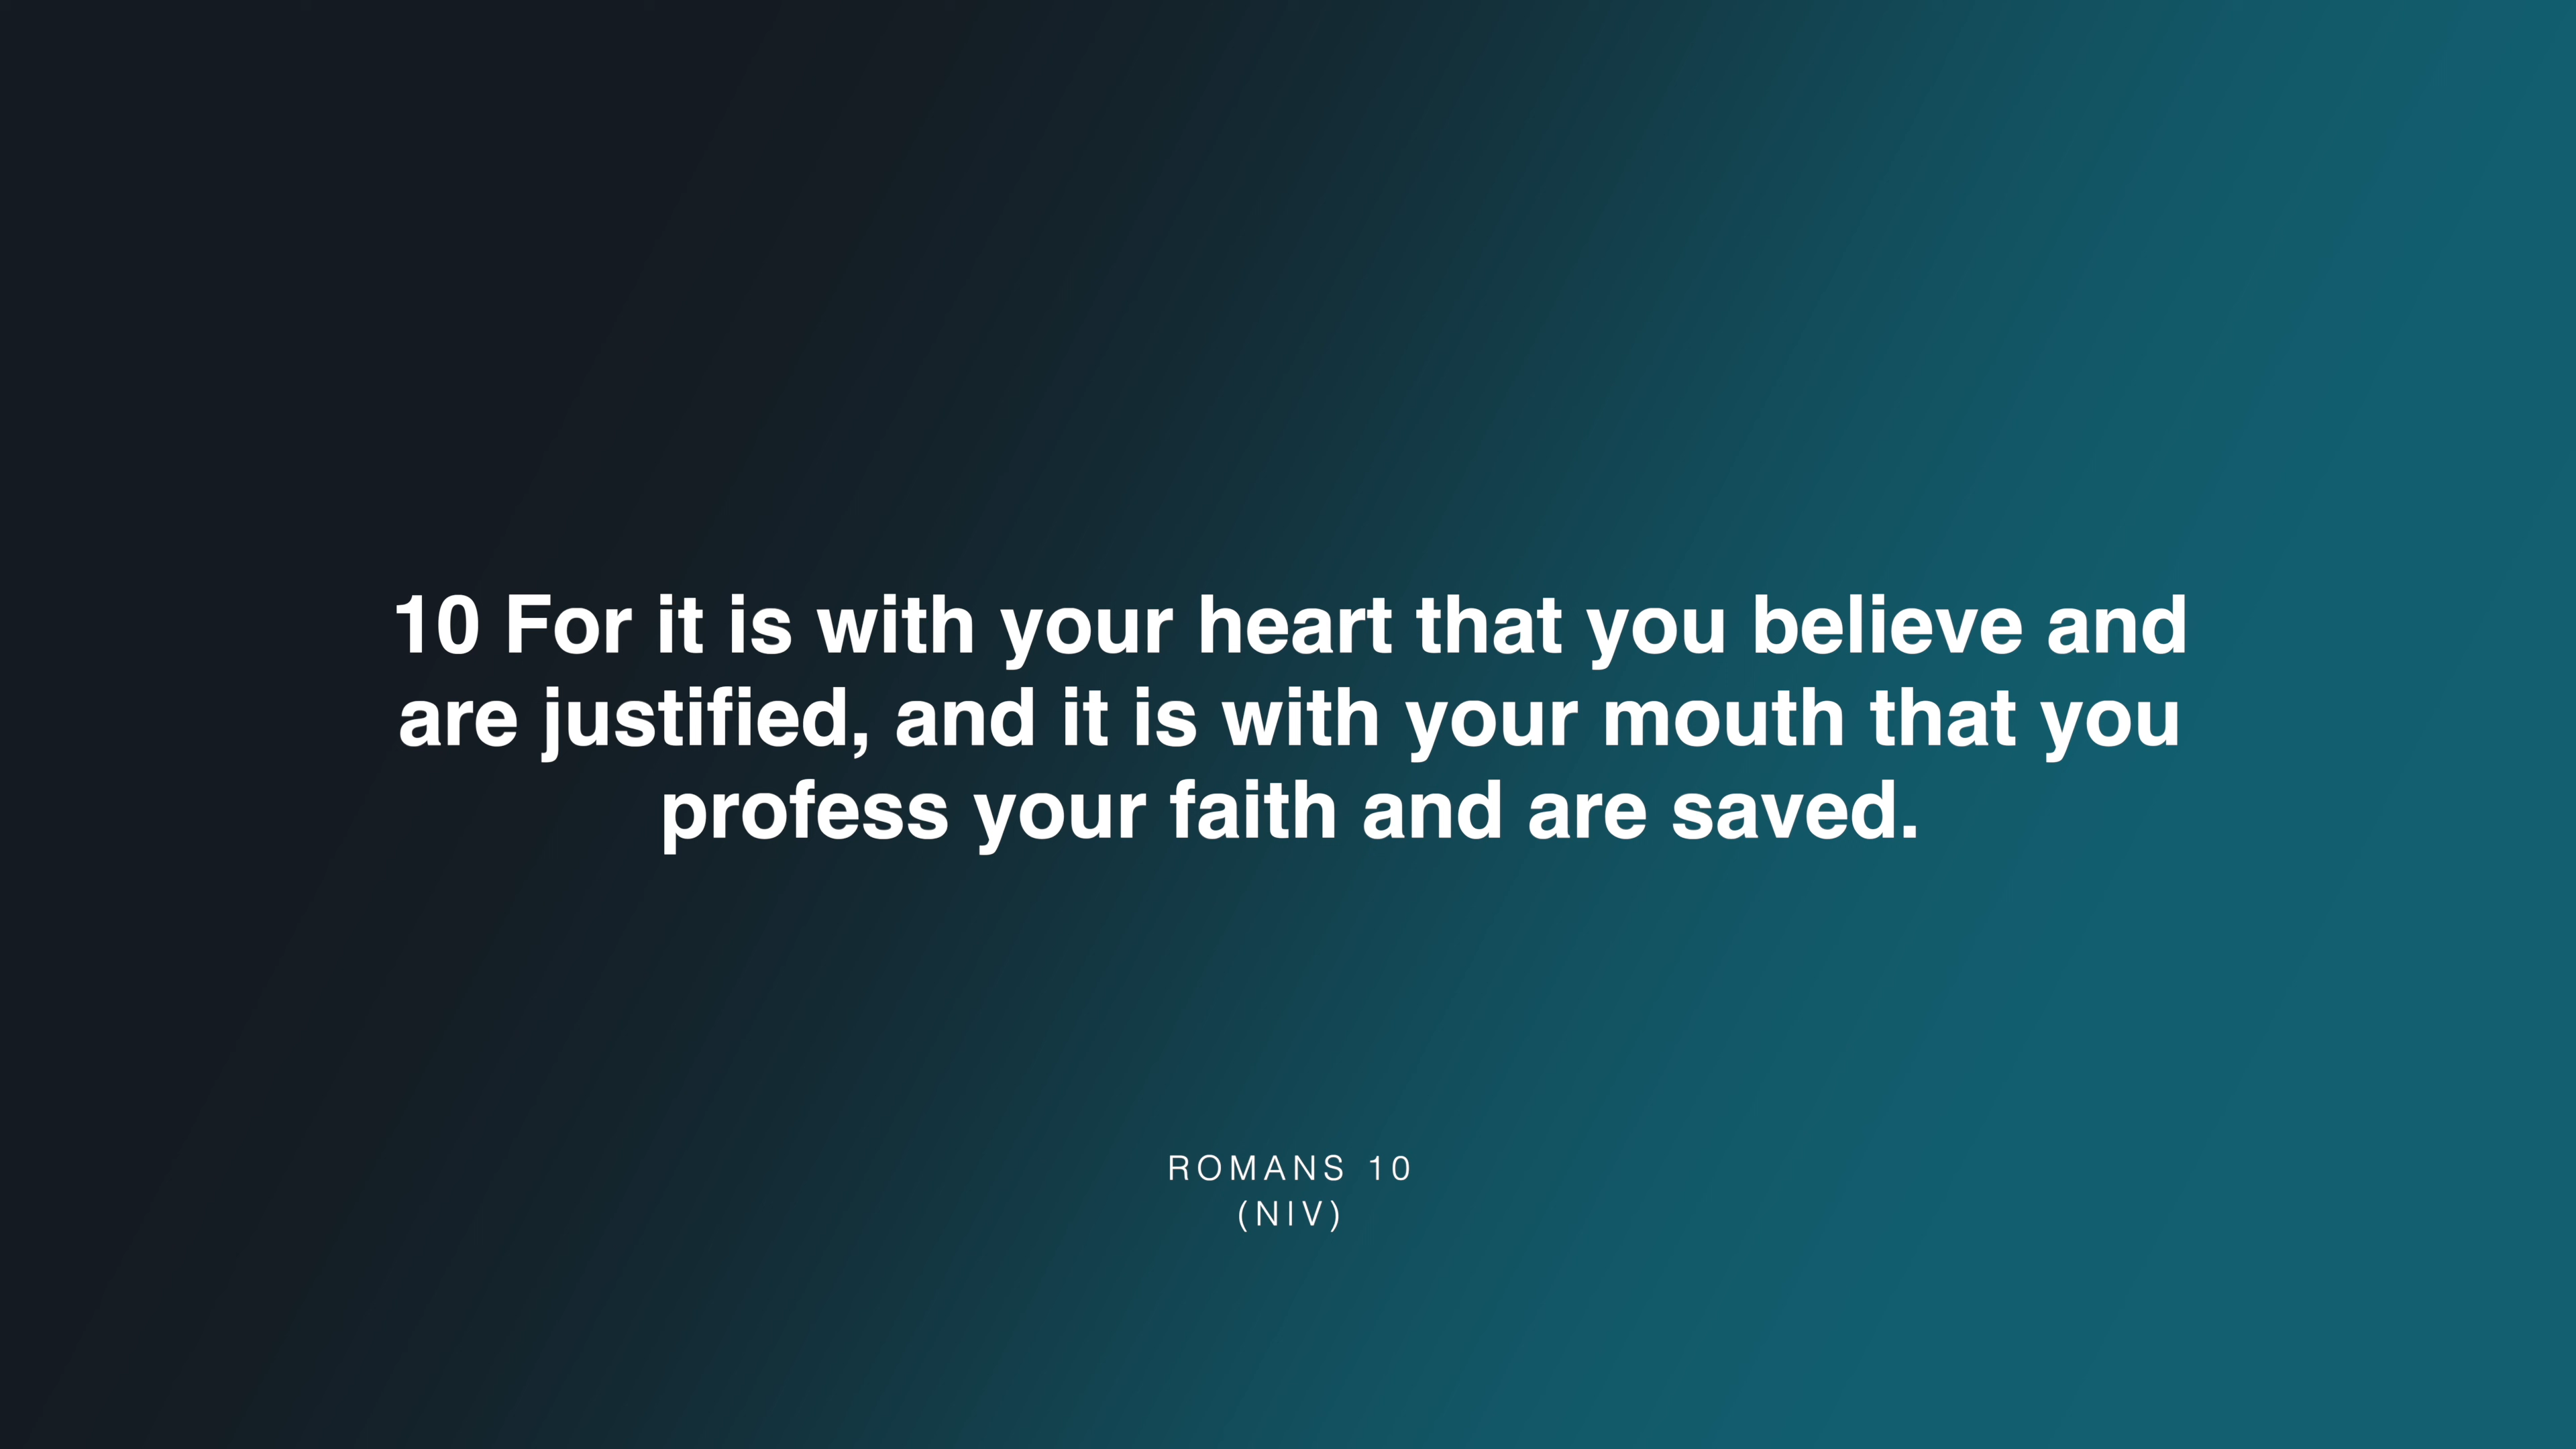 10 For it is with your heart that you believe and
are justified, and it is with your mouth that you
profess your faith and are saved.
ROMANS 10
(NIV)